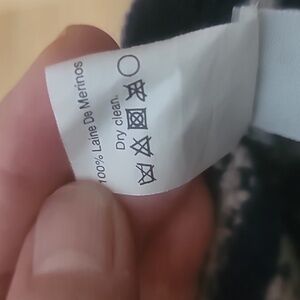 100% Laine De Merinos
Dry clean.